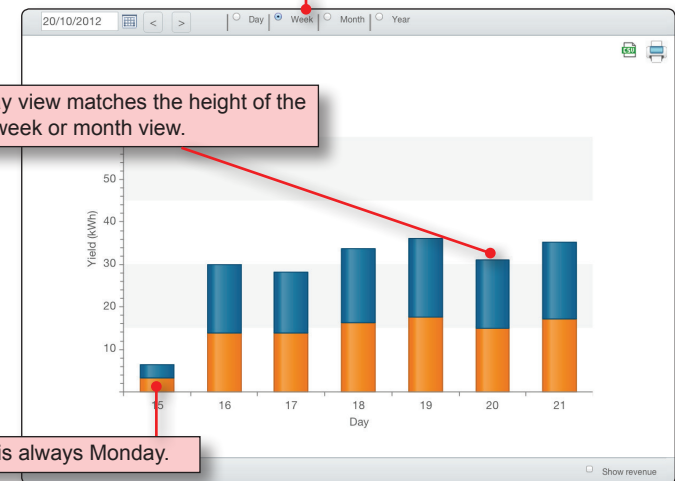 20/10/2012 < > Day Week Month Year
CSV
y view matches the height of the
week or month view.
50
40
30
20
10
Yield (kWh)
15 16 17 18 19 20 21
Day
is always Monday.
Show revenue